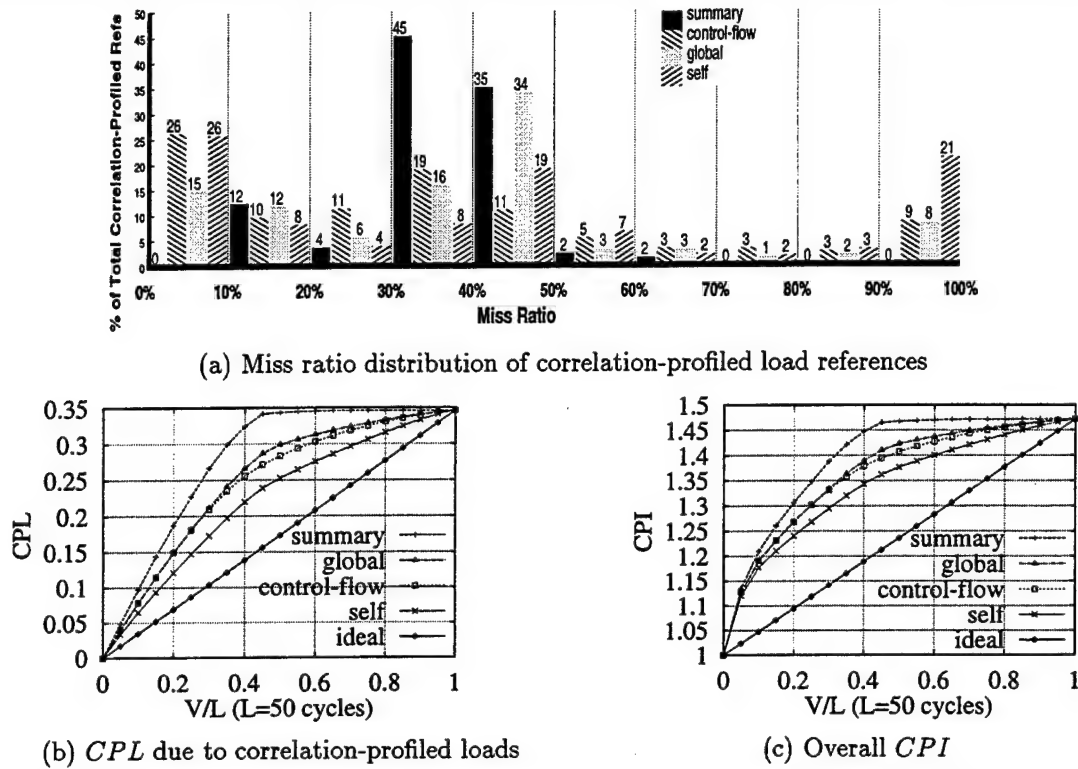 % of Total Correlation-Profiled Refs
50
45
40
35
30
25
20
15
10
5
0
summary
control-flow
global
self
0 26 15 26
12 10 12 8
4 11 6 4
45 19 16 8
35 11 34 19
2 5 3 7
2 3 3 2
0 3 1 2
0 3 2 3
0 9 8 21
0% 10% 20% 30% 40% 50% 60% 70% 80% 90% 100%
Miss Ratio
(a) Miss ratio distribution of correlation-profiled load references
CPL
0.35
0.3
0.25
0.2
0.15
0.1
0.05
0
summary
global
control-flow
self
ideal
0 0.2 0.4 0.6 0.8 1
V/L (L=50 cycles)
(b) CPL due to correlation-profiled loads
CPI
1.5
1.45
1.4
1.35
1.3
1.25
1.2
1.15
1.1
1.05
1
summary
global
control-flow
self
ideal
0 0.2 0.4 0.6 0.8 1
V/L (L=50 cycles)
(c) Overall CPI